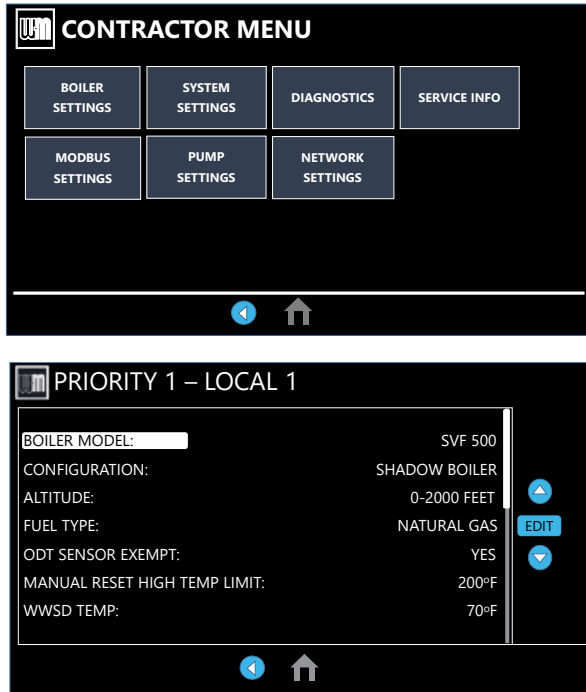 WM CONTRACTOR MENU
BOILER SETTINGS
SYSTEM SETTINGS
DIAGNOSTICS
SERVICE INFO
MODBUS SETTINGS
PUMP SETTINGS
NETWORK SETTINGS
WM PRIORITY 1 – LOCAL 1
BOILER MODEL: SVF 500
CONFIGURATION: SHADOW BOILER
ALTITUDE: 0-2000 FEET
FUEL TYPE: NATURAL GAS
EDIT
ODT SENSOR EXEMPT: YES
MANUAL RESET HIGH TEMP LIMIT: 200ºF
WWSD TEMP: 70ºF